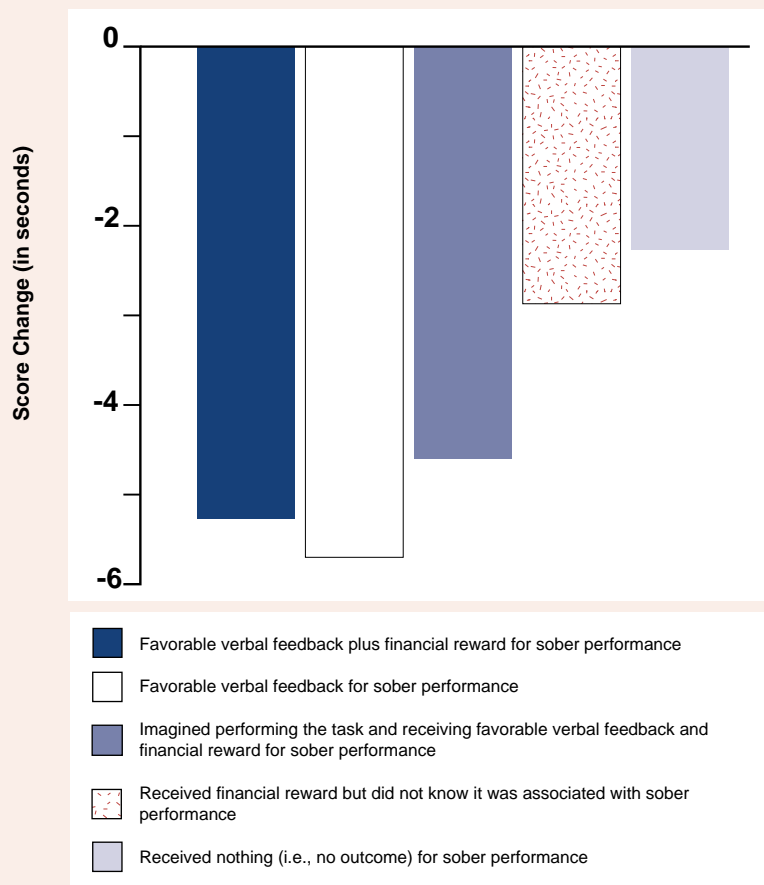 Score Change (in seconds)
0
-2
-4
-6
Favorable verbal feedback plus financial reward for sober performance
Favorable verbal feedback for sober performance
Imagined performing the task and receiving favorable verbal feedback and
financial reward for sober performance
Received financial reward but did not know it was associated with sober
performance
Received nothing (i.e., no outcome) for sober performance